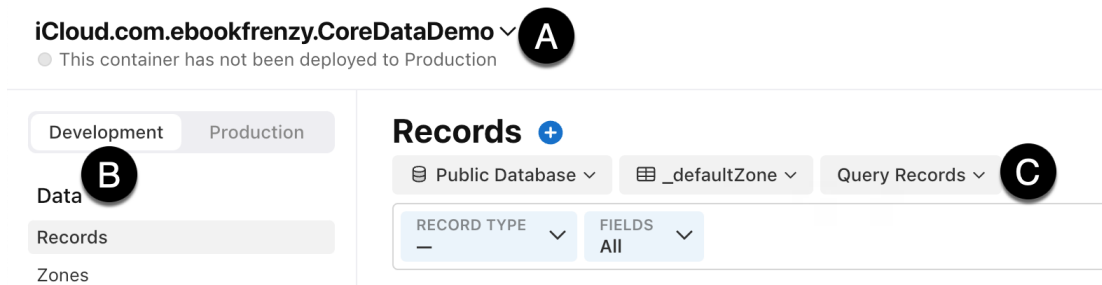 iCloud.com.ebookfrenzy.CoreDataDemo
A
This container has not been deployed to Production
Development Production
B
Data
Records
Zones
Records
Public Database _defaultZone Query Records
C
RECORD TYPE FIELDS
— All